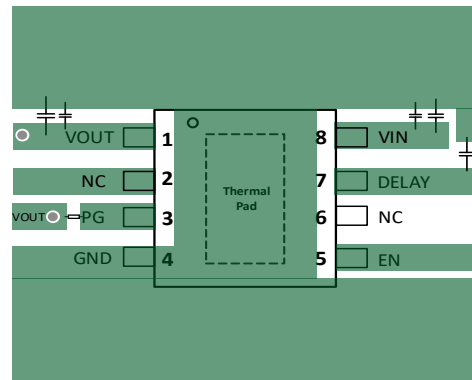 VOUT 1 8 VIN
NC 2 7 DELAY
Thermal
Pad
VOUT PG 3 6 NC
GND 4 5 EN